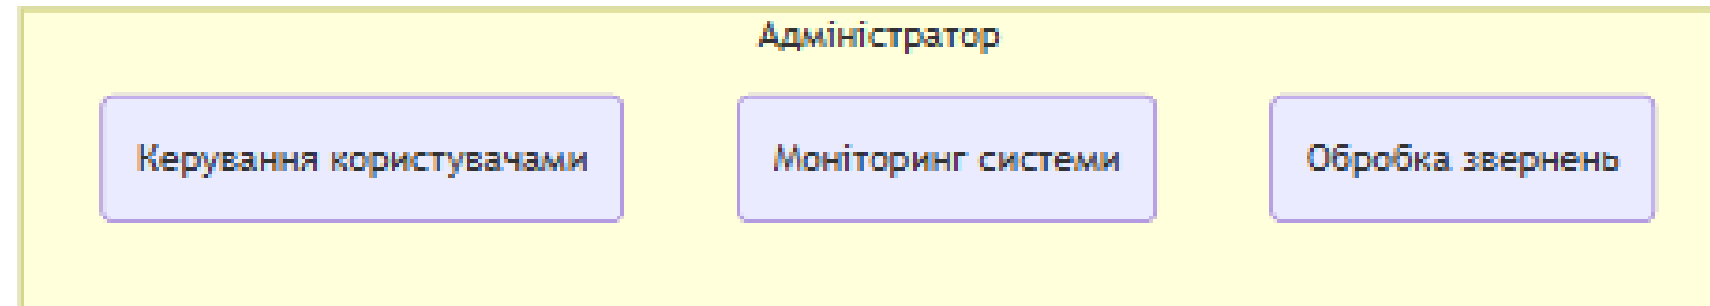 Адміністратор
Керування користувачами
Моніторинг системи
Обробка звернень